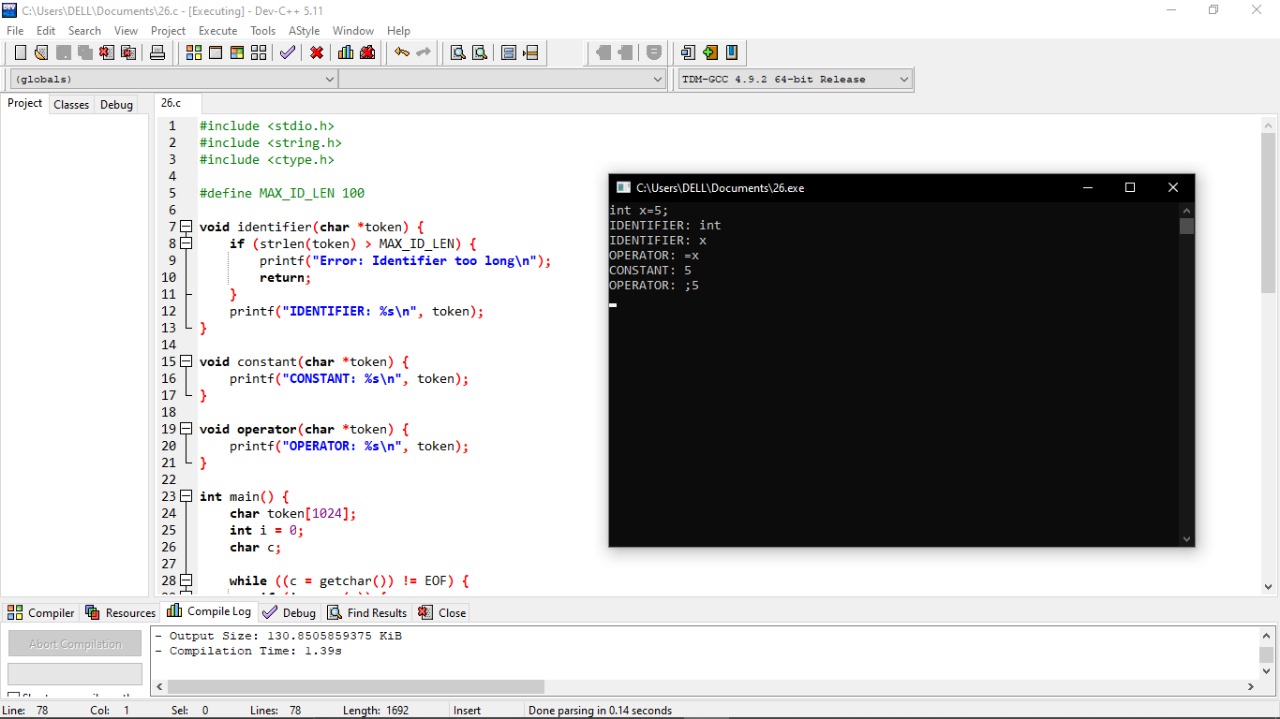 C:\Users\DELL\Documents\26.c - [Executing] - Dev-C++ 5.11
File Edit Search View Project Execute Tools AStyle Window Help
(globals)
TDM-GCC 4.9.2 64-bit Release
Project Classes Debug
26.c
1 #include <stdio.h>
2 #include <string.h>
3 #include <ctype.h>
4
5 #define MAX_ID_LEN 100
6
7 void identifier(char *token) {
8 if (strlen(token) > MAX_ID_LEN) {
9 printf("Error: Identifier too long\n");
10 return;
11 }
12 printf("IDENTIFIER: %s\n", token);
13 }
14
15 void constant(char *token) {
16 printf("CONSTANT: %s\n", token);
17 }
18
19 void operator(char *token) {
20 printf("OPERATOR: %s\n", token);
21 }
22
23 int main() {
24 char token[1024];
25 int i = 0;
26 char c;
27
28 while ((c = getchar()) != EOF) {
C:\Users\DELL\Documents\26.exe
int x=5;
IDENTIFIER: int
IDENTIFIER: x
OPERATOR: =x
CONSTANT: 5
OPERATOR: ;5
Compiler Resources Compile Log Debug Find Results Close
Abort Compilation
- Output Size: 130.8505859375 KiB
- Compilation Time: 1.39s
Line: 78 Col: 1 Sel: 0 Lines: 78 Length: 1692 Insert Done parsing in 0.14 seconds